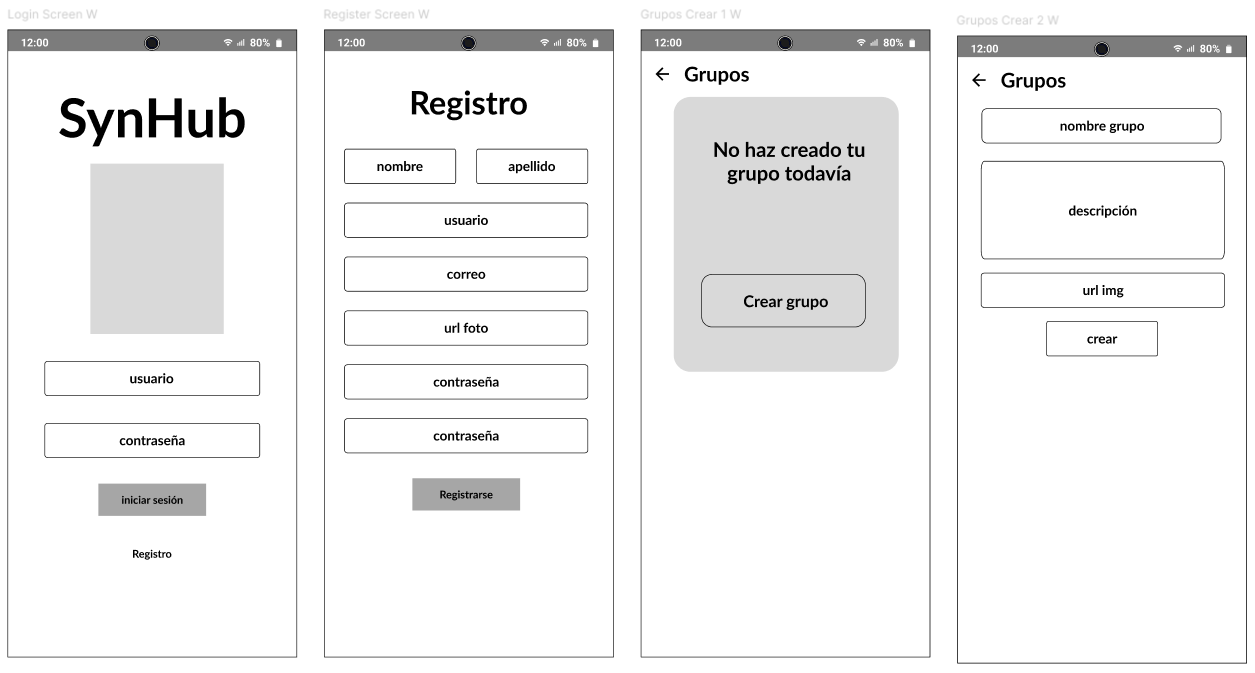 Login Screen W
12:00
80%
SynHub
usuario
contraseña
iniciar sesión
Registro
Register Screen W
12:00
80%
Registro
nombre
apellido
usuario
correo
url foto
contraseña
contraseña
Registrarse
Grupos Crear 1 W
12:00
80%
Grupos
No haz creado tu
grupo todavía
Crear grupo
Grupos Crear 2 W
12:00
80%
Grupos
nombre grupo
descripción
url img
crear